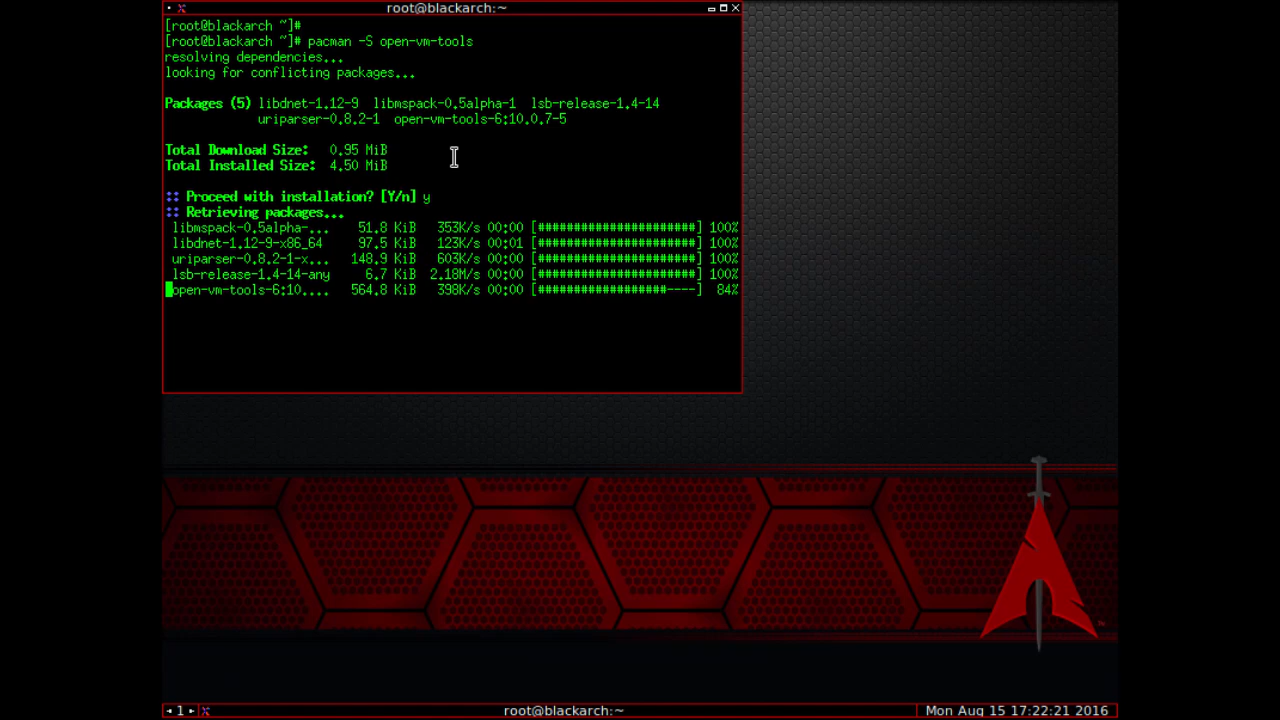 root@blackarch:~
[root@blackarch ~]#
[root@blackarch ~]# pacman -S open-vm-tools
resolving dependencies...
looking for conflicting packages...
Packages (5) libdnet-1.12-9  libmspack-0.5alpha-1  lsb-release-1.4-14
uriparser-0.8.2-1  open-vm-tools-6:10.0.7-5
Total Download Size:   0.95 MiB
Total Installed Size:  4.50 MiB
:: Proceed with installation? [Y/n] y
:: Retrieving packages...
libmspack-0.5alpha-...    51.8 KiB   353K/s 00:00 [######################] 100%
libdnet-1.12-9-x86_64     97.5 KiB   123K/s 00:01 [######################] 100%
uriparser-0.8.2-1-x...   148.9 KiB   603K/s 00:00 [######################] 100%
lsb-release-1.4-14-any     6.7 KiB  2.18M/s 00:00 [######################] 100%
open-vm-tools-6:10....   564.8 KiB   398K/s 00:00 [##################----]  84%
1
root@blackarch:~
Mon Aug 15 17:22:21 2016